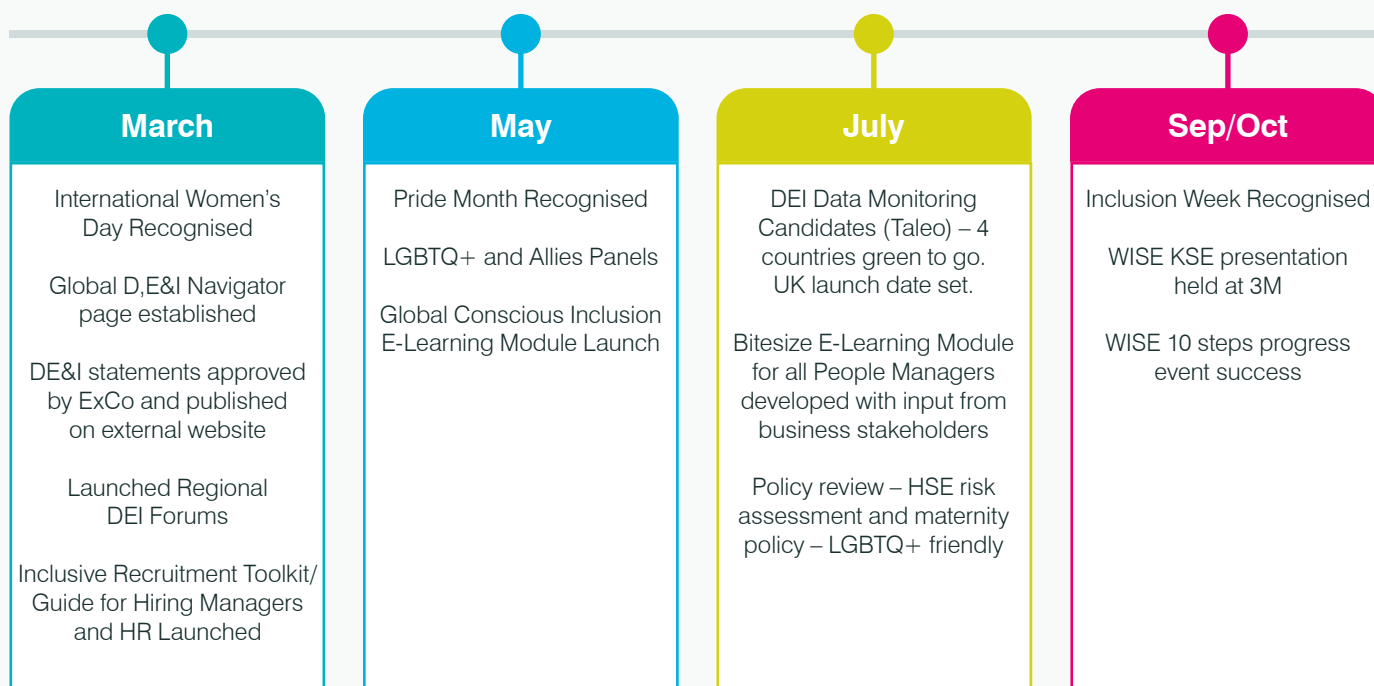 March
International Women’s
Day Recognised
Global D,E&I Navigator
page established
DE&I statements approved
by ExCo and published
on external website
Launched Regional
DEI Forums
Inclusive Recruitment Toolkit/
Guide for Hiring Managers
and HR Launched
May
Pride Month Recognised
LGBTQ+ and Allies Panels
Global Conscious Inclusion
E-Learning Module Launch
July
DEI Data Monitoring
Candidates (Taleo) – 4
countries green to go.
UK launch date set.
Bitesize E-Learning Module
for all People Managers
developed with input from
business stakeholders
Policy review – HSE risk
assessment and maternity
policy – LGBTQ+ friendly
Sep/Oct
Inclusion Week Recognised
WISE KSE presentation
held at 3M
WISE 10 steps progress
event success